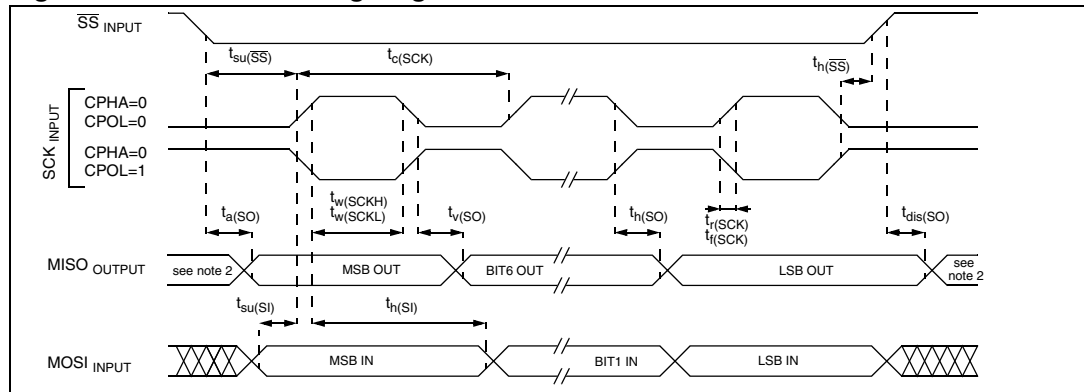 SS INPUT
tsu(SS)
tc(SCK)
th(SS)
SCK INPUT
CPHA=0
CPOL=0
CPHA=0
CPOL=1
ta(SO)
tw(SCKH)
tw(SCKL)
tv(SO)
th(SO)
tr(SCK)
tf(SCK)
tdis(SO)
MISO OUTPUT
see note 2
MSB OUT
BIT6 OUT
LSB OUT
see
note 2
tsu(SI)
th(SI)
MOSI INPUT
MSB IN
BIT1 IN
LSB IN